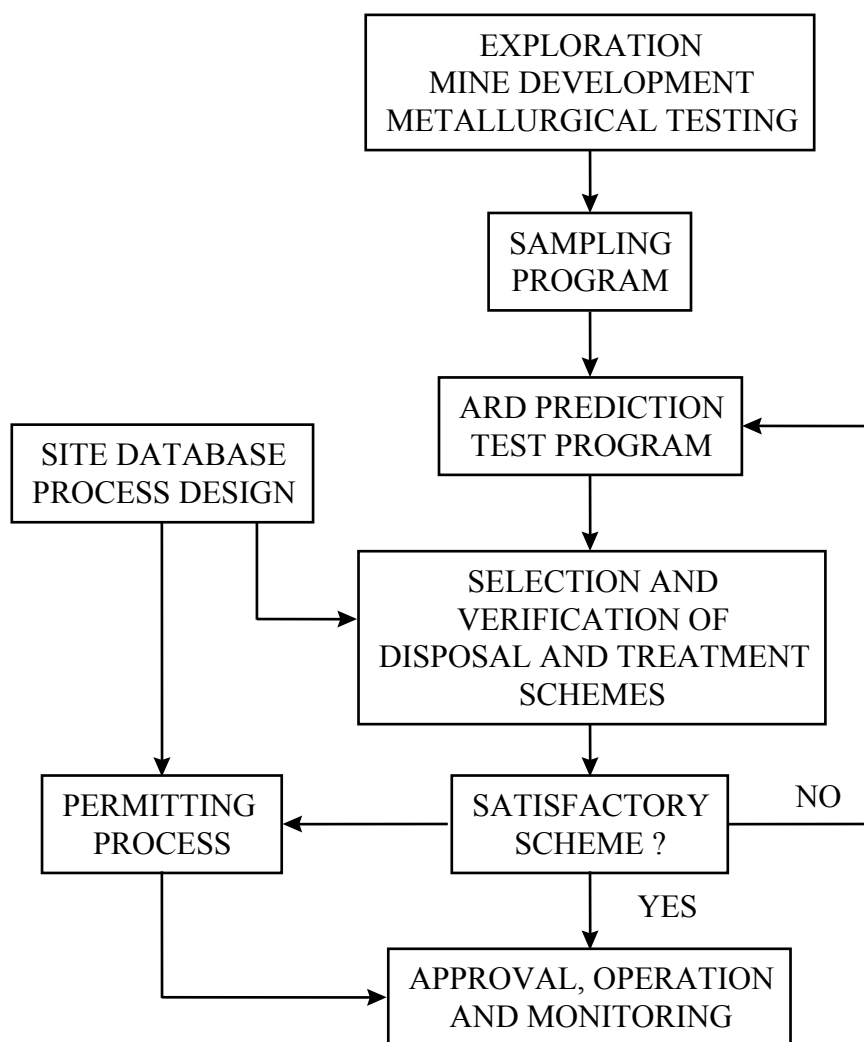 EXPLORATION
MINE DEVELOPMENT
METALLURGICAL TESTING
SAMPLING
PROGRAM
ARD PREDICTION
TEST PROGRAM
SITE DATABASE
PROCESS DESIGN
SELECTION AND
VERIFICATION OF
DISPOSAL AND TREATMENT
SCHEMES
PERMITTING
PROCESS
SATISFACTORY
SCHEME ?
NO
YES
APPROVAL, OPERATION
AND MONITORING